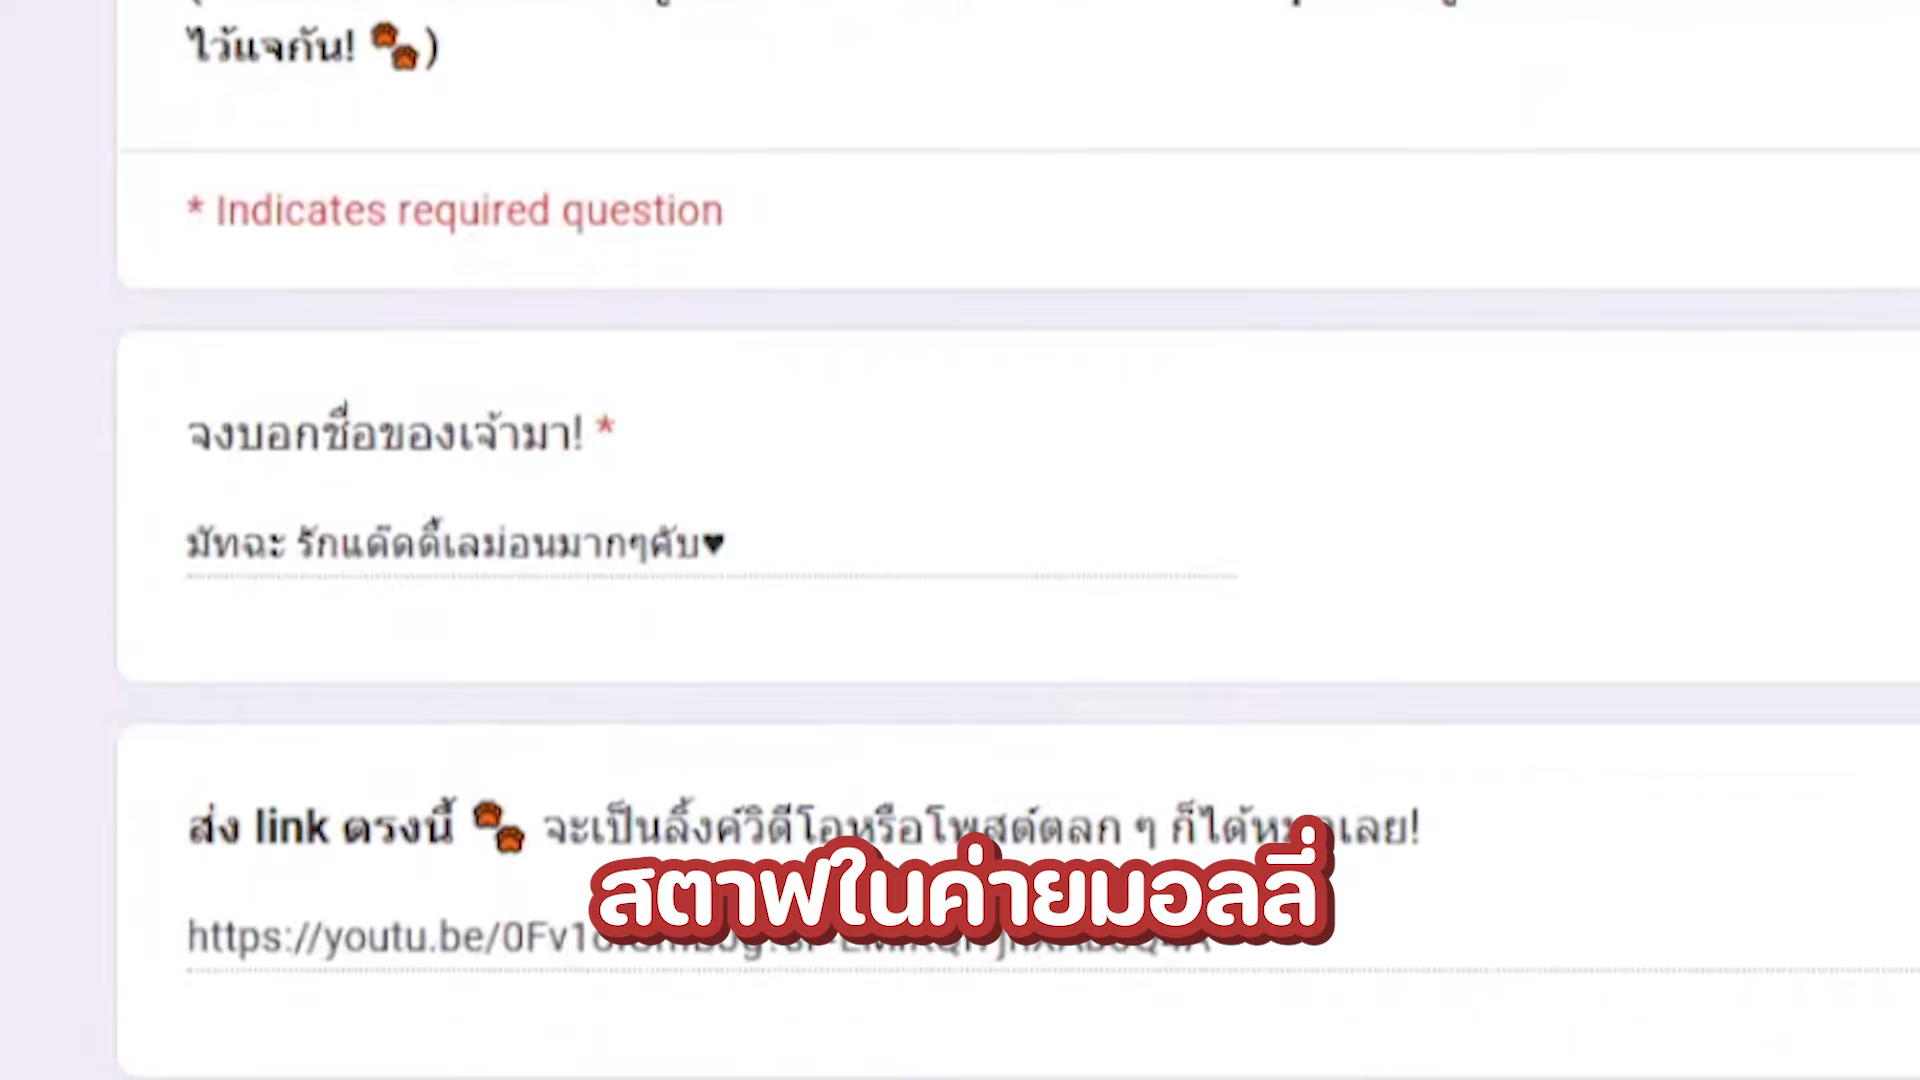 ไว้แจกัน! 🐾)
* Indicates required question
จงบอกชื่อของเจ้ามา! *
มัทฉะ รักแด๊ดดี้เลม่อนมากๆคับ♥
ส่ง link ตรงนี้ 🐾 จะเป็นลิ้งค์วิดีโอหรือโพสต์ตลก ๆ ก็ได้หมดเลย!
สตาฟในค่ายมอลลี่